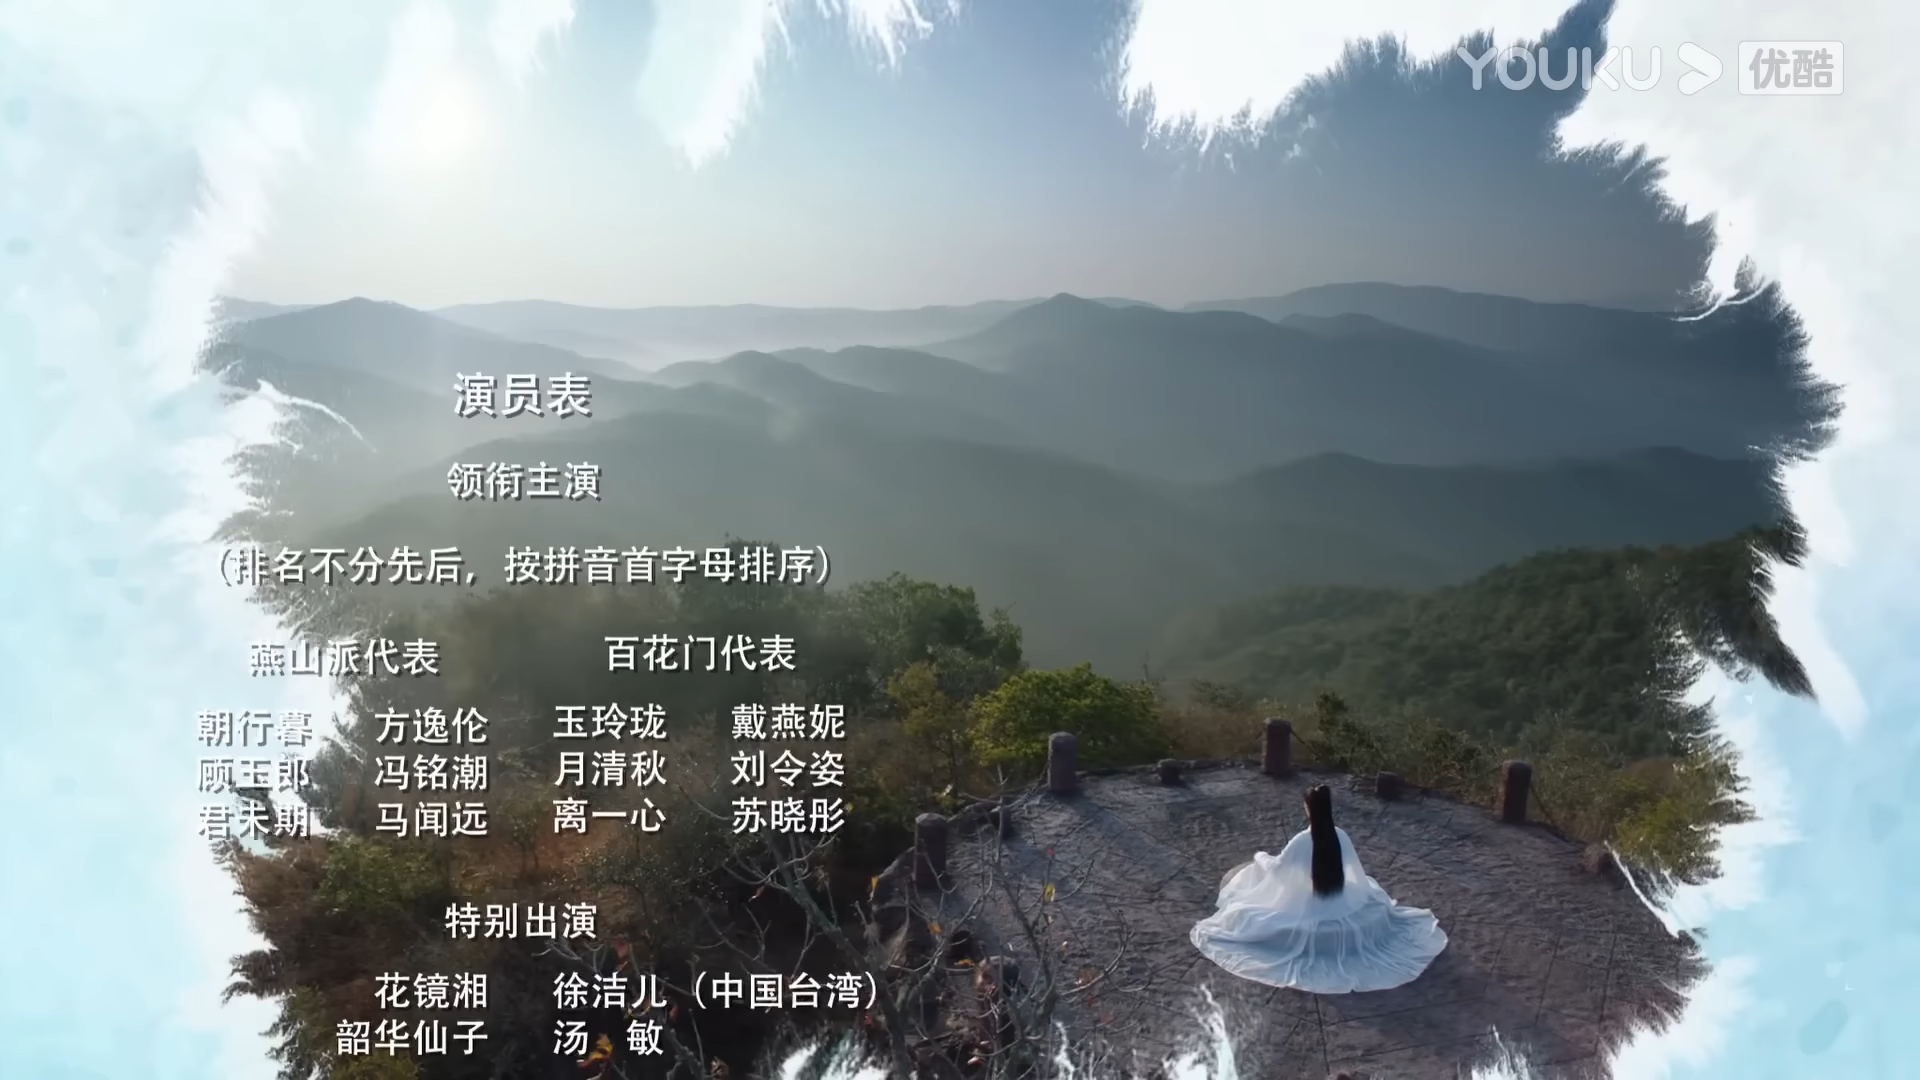 YOUKU 优酷
演员表
领衔主演
（排名不分先后，按拼音首字母排序）
燕山派代表 百花门代表
朝行暮 方逸伦 玉玲珑 戴燕妮
顾玉郎 冯铭潮 月清秋 刘令姿
君未期 马闻远 离一心 苏晓彤
特别出演
花镜湘 徐洁儿（中国台湾）
韶华仙子 汤 敏